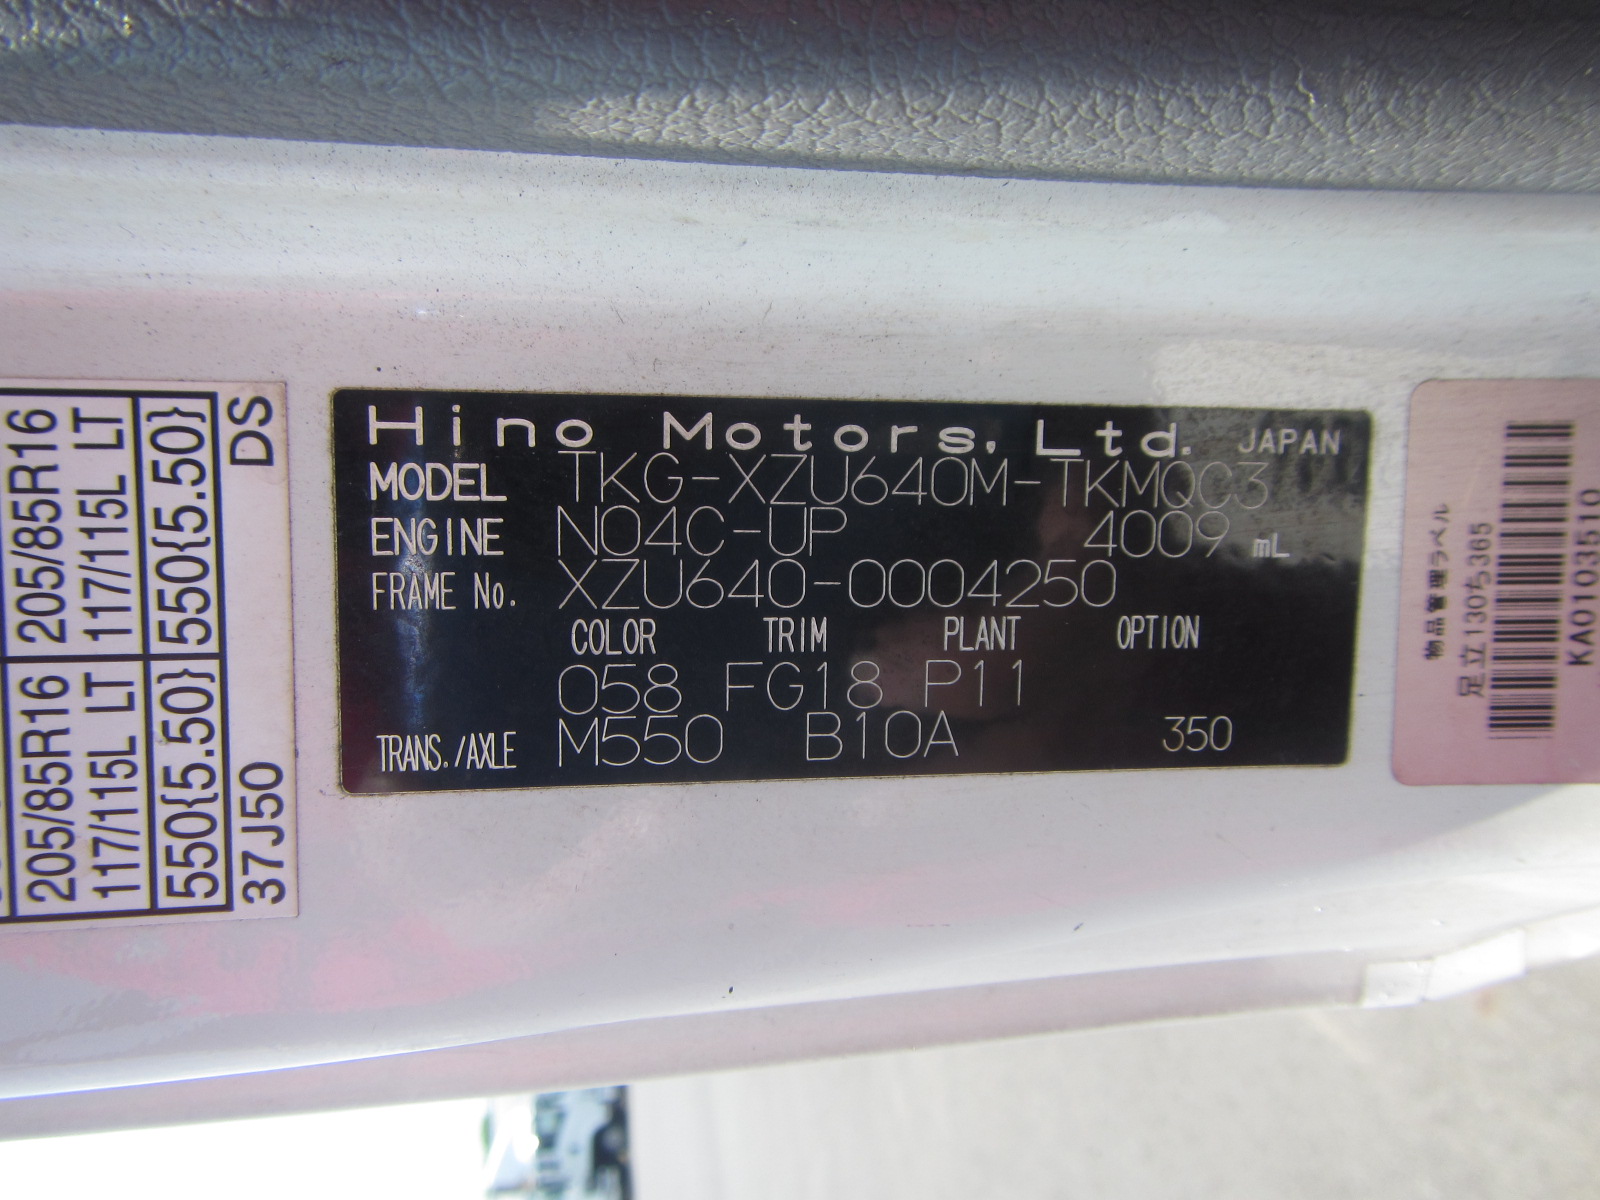 205/85R16 205/85R16
117/115L LT 117/115L LT
550{5.50} 550{5.50}
37J50 DS
Hino Motors, Ltd. JAPAN
MODEL TKG-XZU640M-TKMQC3
ENGINE N04C-UP 4009 mL
FRAME No. XZU640-0004250
COLOR TRIM PLANT OPTION
058 FG18 P11
TRANS./AXLE M550 B10A 350
物品管理ラベル
足立130ち365
KA0103510